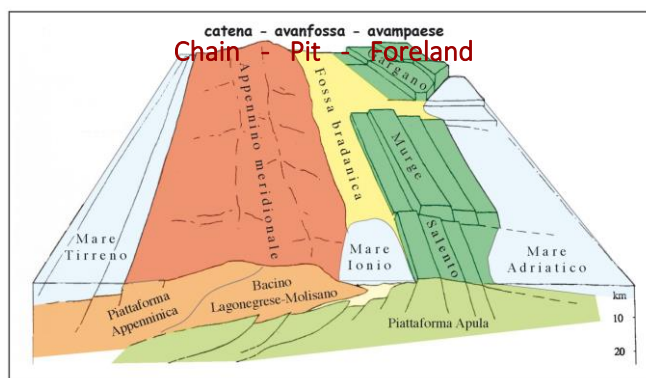 catena - avanfossa - avampaese
Chain - Pit - Foreland
Gargano
Appennino meridionale
Fossa bradanica
Murge
Mare
Tirreno
Mare
Ionio
Salento
Mare
Adriatico
Piattaforma
Appenninica
Bacino
Lagonegrese-Molisano
Piattaforma Apula
km
10
20